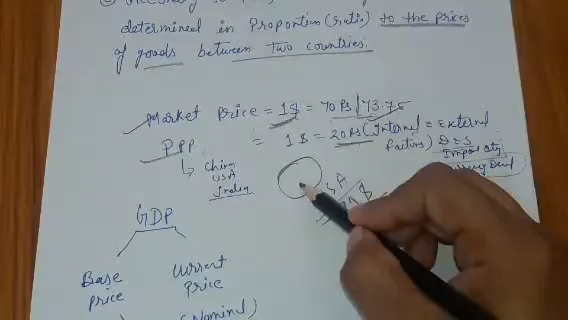 determined in Proportion (ratio) to the prices
of goods between two countries.
Market Price = 1$ = 70 Rs / 73.75
PPP = 1$ = 20 Rs (Internal = External
factors) D = S
China
USA
India
GDP
Base
Price
Current
Price
(Nominal)